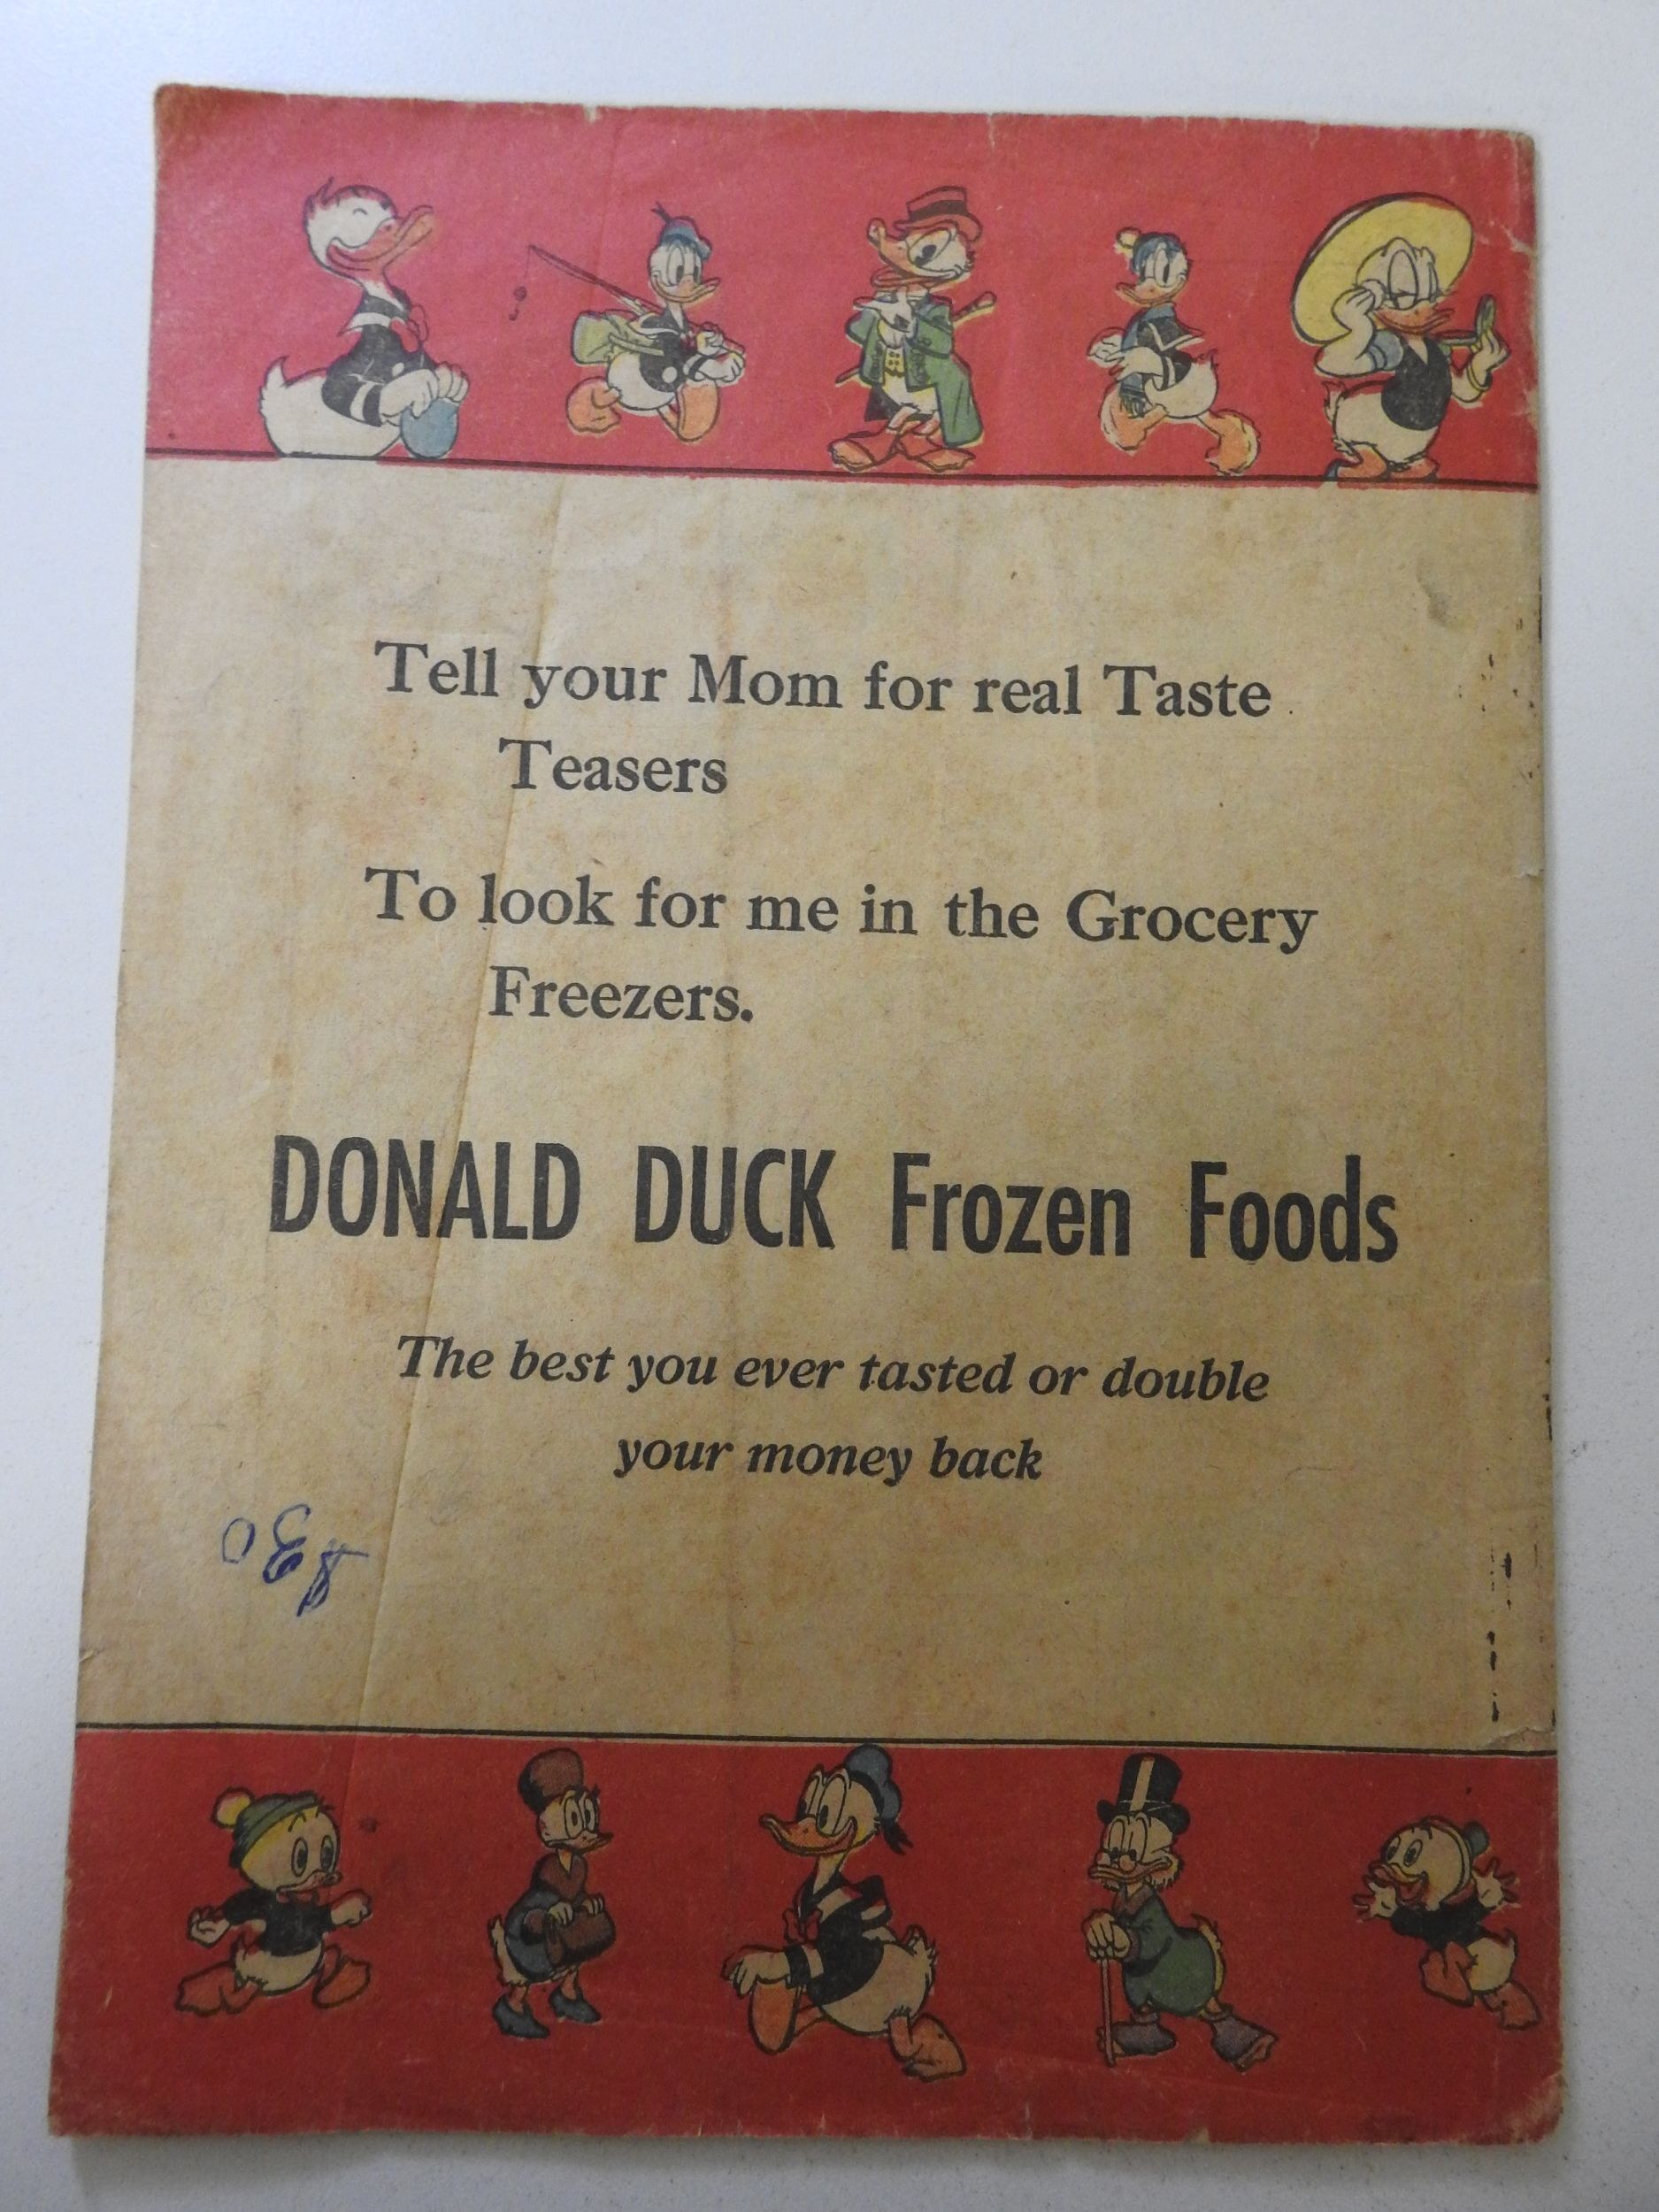 Tell your Mom for real Taste
Teasers
To look for me in the Grocery
Freezers.
DONALD DUCK Frozen Foods
The best you ever tasted or double
your money back